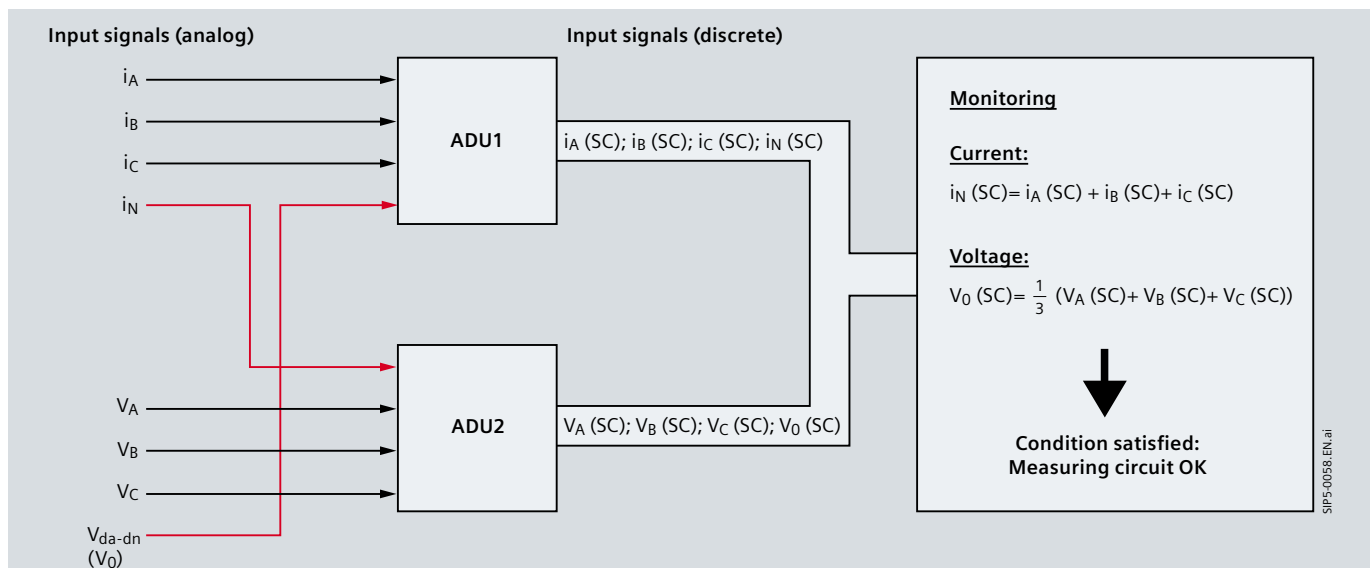 Input signals (analog)
Input signals (discrete)
iA
iB
iC
iN
ADU1
iA (SC); iB (SC); iC (SC); iN (SC)
VA
VB
VC
Vda-dn
(V0)
ADU2
VA (SC); VB (SC); VC (SC); V0 (SC)
Monitoring
Current:
iN (SC)= iA (SC) + iB (SC)+ iC (SC)
Voltage:
V0 (SC)= 1/3 (VA (SC)+ VB (SC)+ VC (SC))
Condition satisfied:
Measuring circuit OK
SIP5-0058.EN.ai